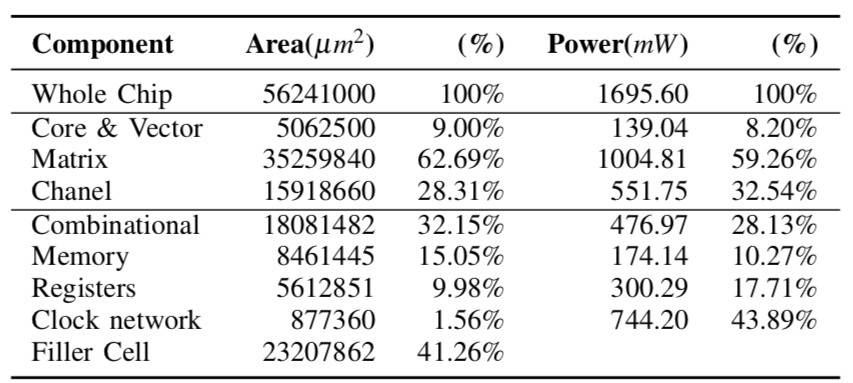 Component Area(μm²) (%) Power(mW) (%)
Whole Chip 56241000 100% 1695.60 100%
Core & Vector 5062500 9.00% 139.04 8.20%
Matrix 35259840 62.69% 1004.81 59.26%
Chanel 15918660 28.31% 551.75 32.54%
Combinational 18081482 32.15% 476.97 28.13%
Memory 8461445 15.05% 174.14 10.27%
Registers 5612851 9.98% 300.29 17.71%
Clock network 877360 1.56% 744.20 43.89%
Filler Cell 23207862 41.26%